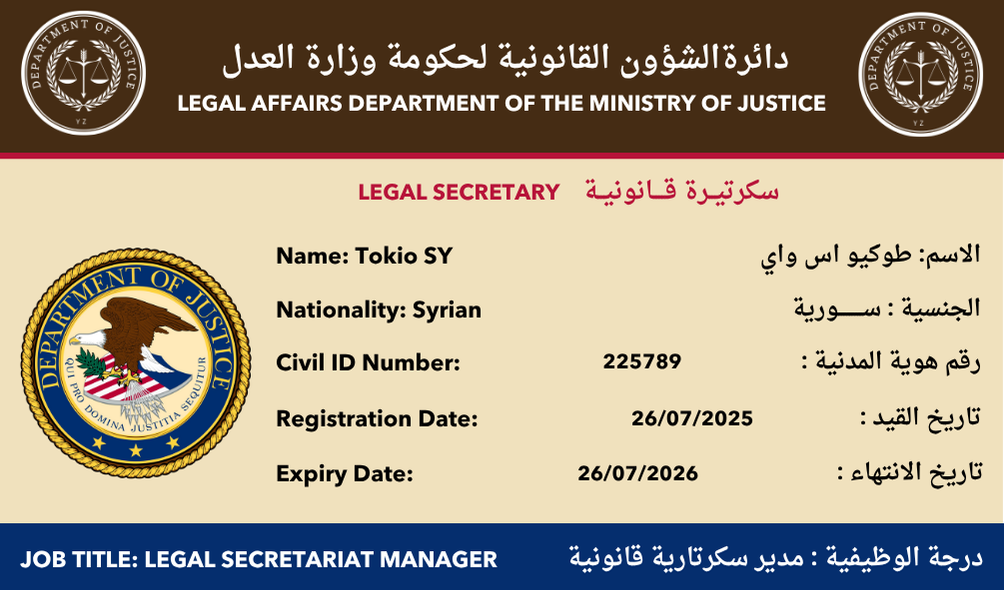 DEPARTMENT OF JUSTICE
YZ
دائرةالشؤون القانونية لحكومة وزارة العدل
LEGAL AFFAIRS DEPARTMENT OF THE MINISTRY OF JUSTICE
DEPARTMENT OF JUSTICE
YZ
LEGAL SECRETARY سكرتيـرة قــانونيـة
Name: Tokio SY الاسم: طوكيو اس واي
Nationality: Syrian الجنسية : ســـورية
Civil ID Number: 225789 رقم هوية المدنية :
Registration Date: 26/07/2025 تاريخ القيد :
Expiry Date: 26/07/2026 تاريخ الانتهاء :
DEPARTMENT OF JUSTICE
QUI PRO DOMINA JUSTITIA SEQUITUR
JOB TITLE: LEGAL SECRETARIAT MANAGER درجة الوظيفية : مدير سكرتارية قانونية